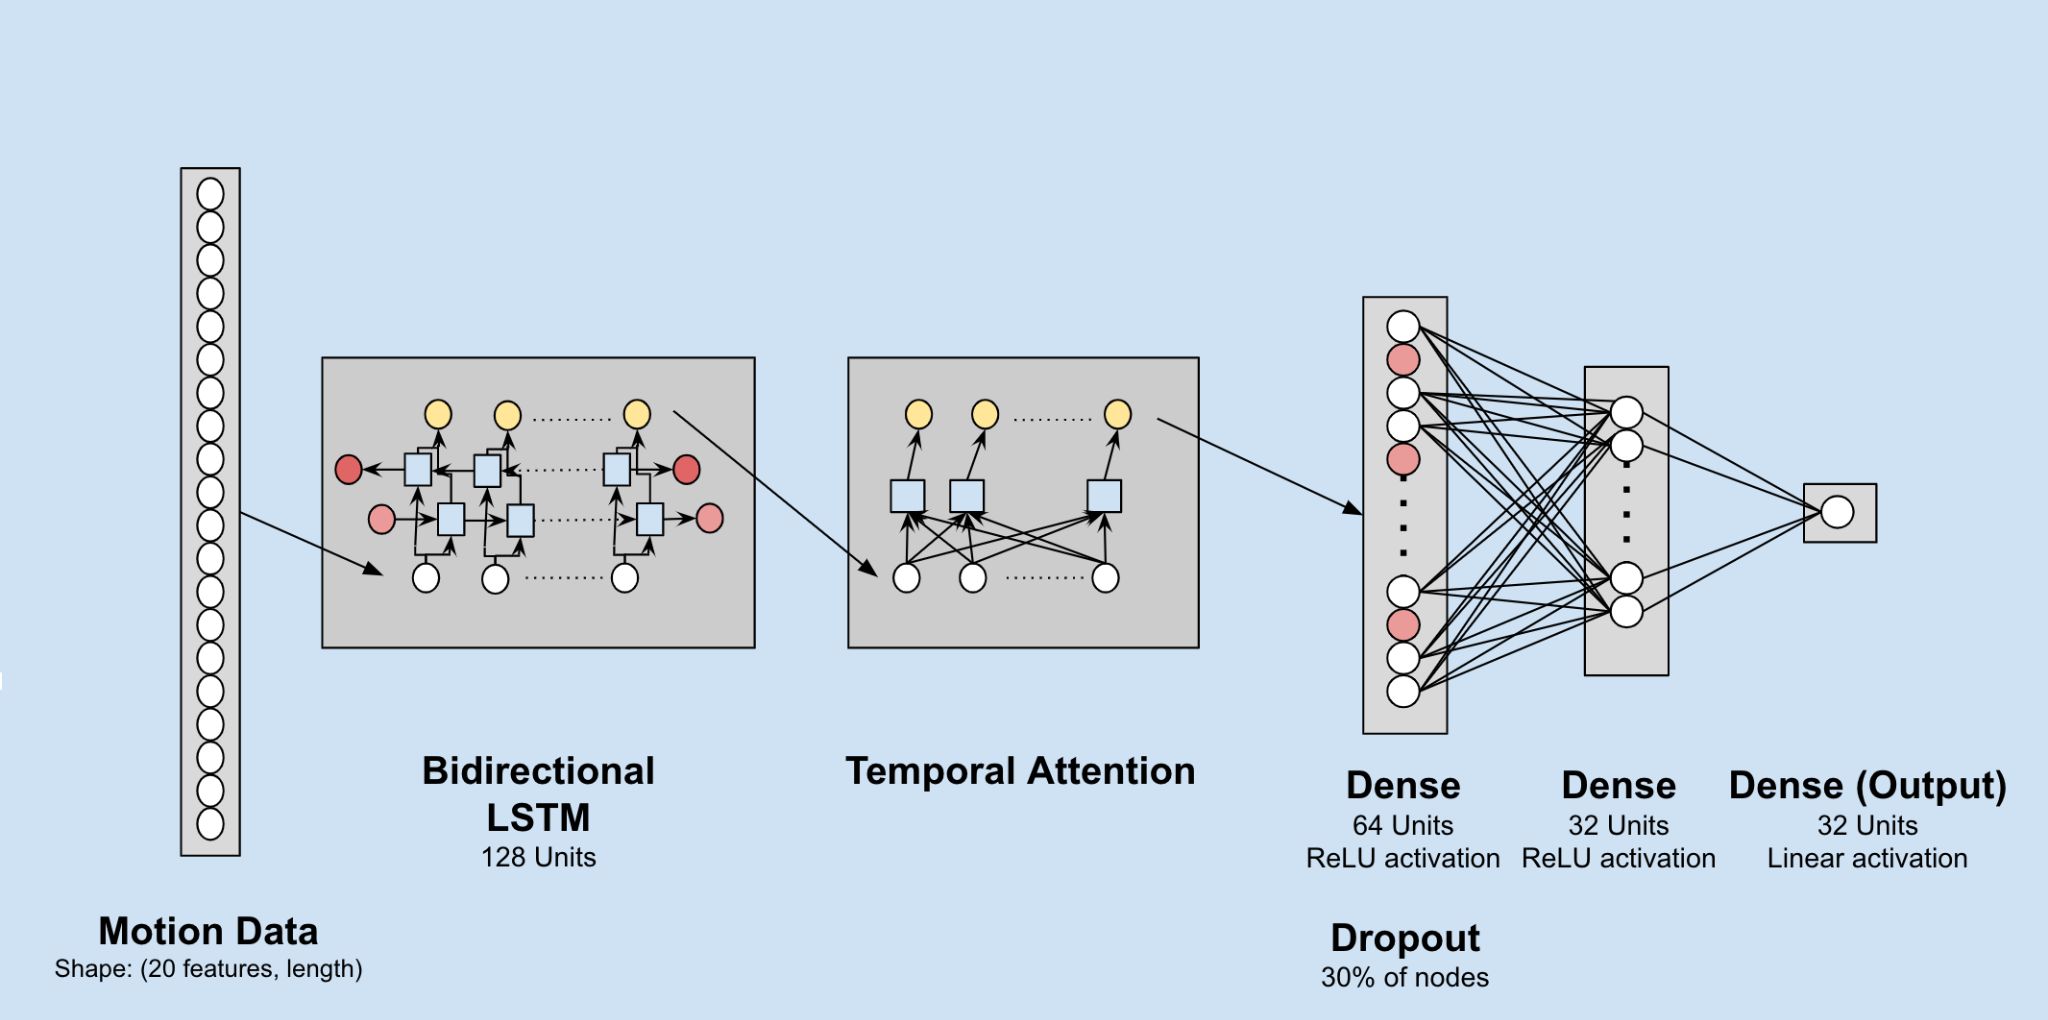 Motion Data
Shape: (20 features, length)
Bidirectional
LSTM
128 Units
Temporal Attention
Dense
64 Units
ReLU activation
Dropout
30% of nodes
Dense
32 Units
ReLU activation
Dense (Output)
32 Units
Linear activation